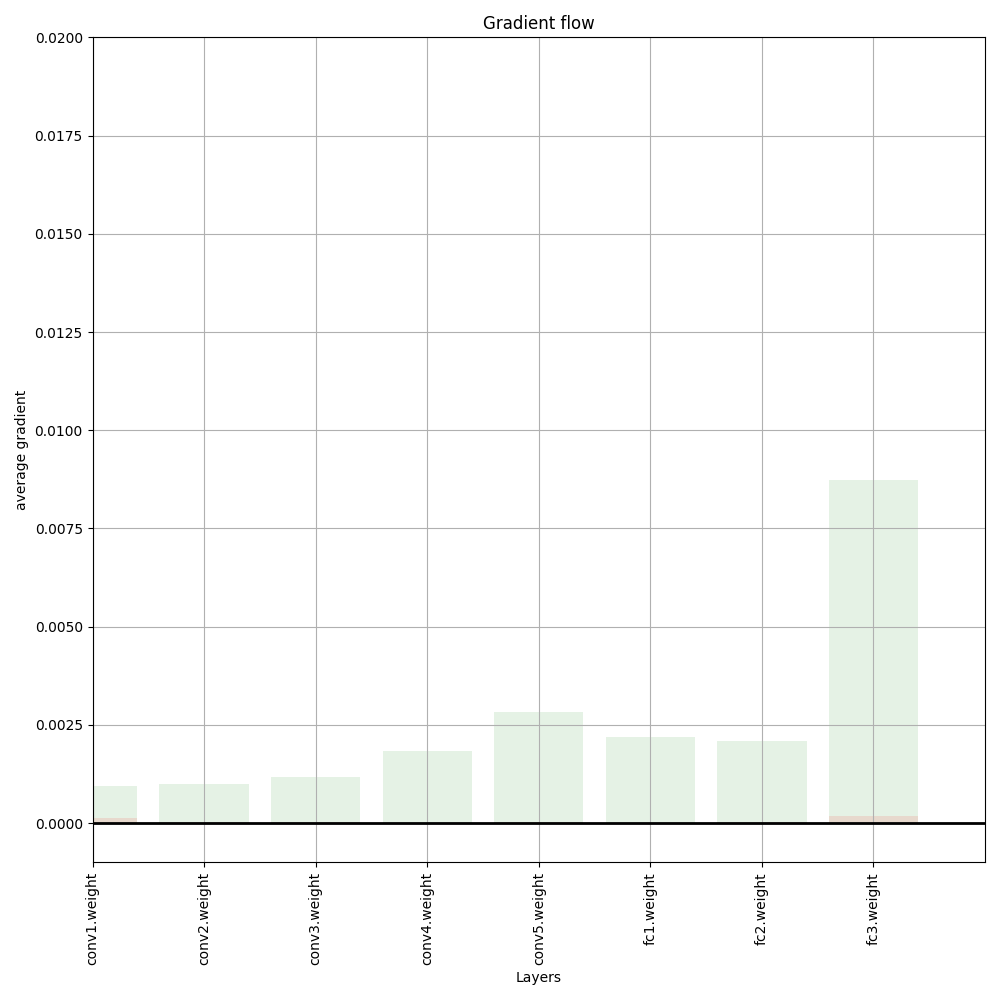 Gradient flow
0.0200
0.0175
0.0150
0.0125
0.0100
0.0075
0.0050
0.0025
0.0000
average gradient
conv1.weight
conv2.weight
conv3.weight
conv4.weight
conv5.weight
fc1.weight
fc2.weight
fc3.weight
Layers